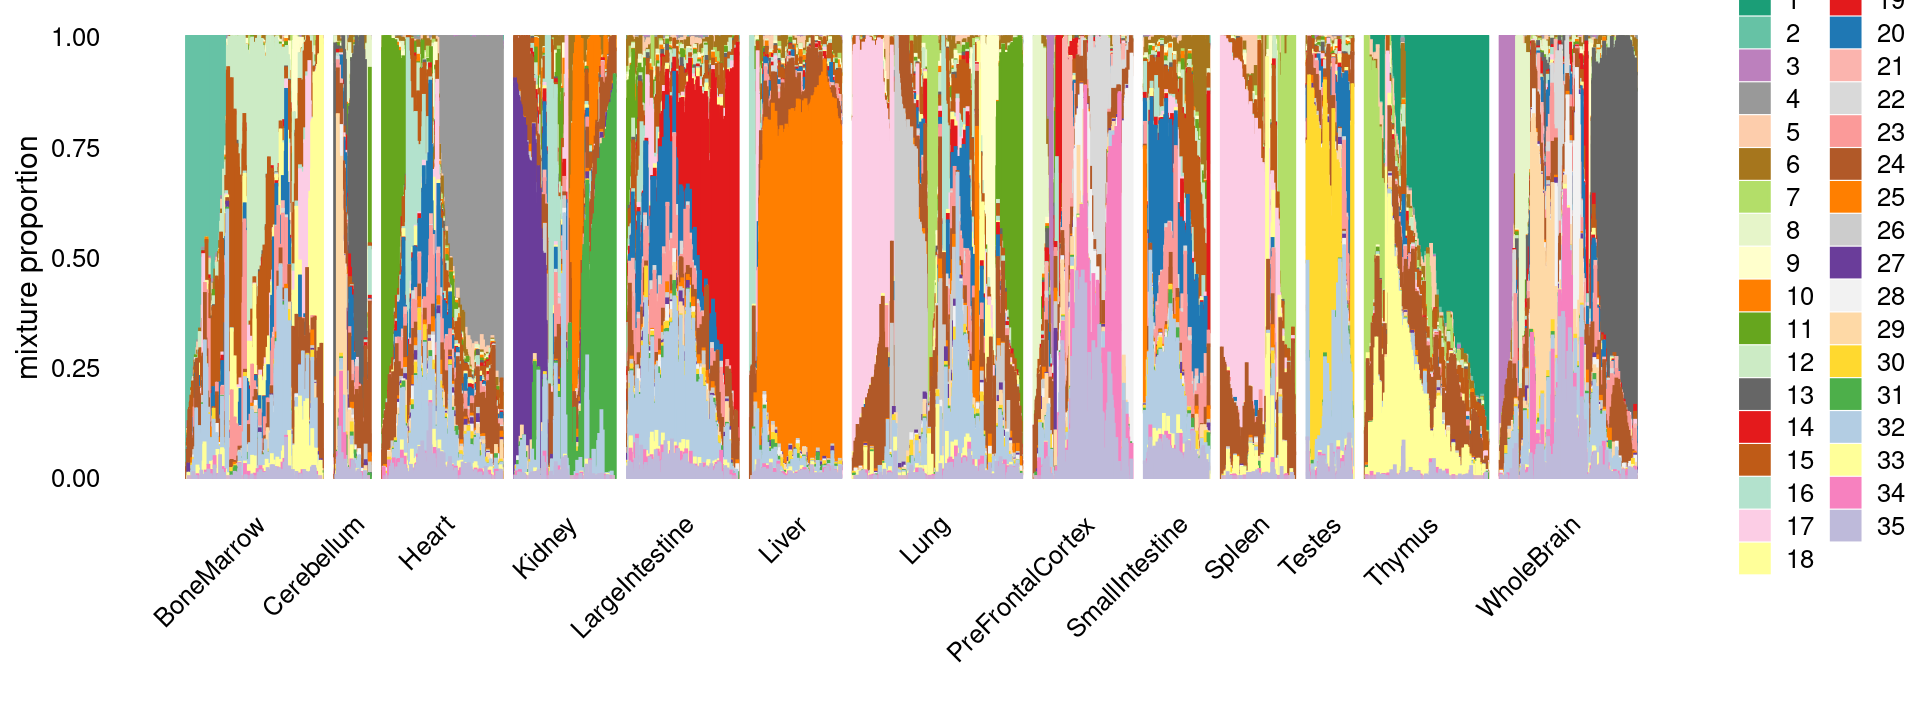 mixture proportion
1.00
0.75
0.50
0.25
0.00
BoneMarrow
Cerebellum
Heart
Kidney
LargeIntestine
Liver
Lung
PreFrontalCortex
SmallIntestine
Spleen
Testes
Thymus
WholeBrain
1 19
2 20
3 21
4 22
5 23
6 24
7 25
8 26
9 27
10 28
11 29
12 30
13 31
14 32
15 33
16 34
17 35
18